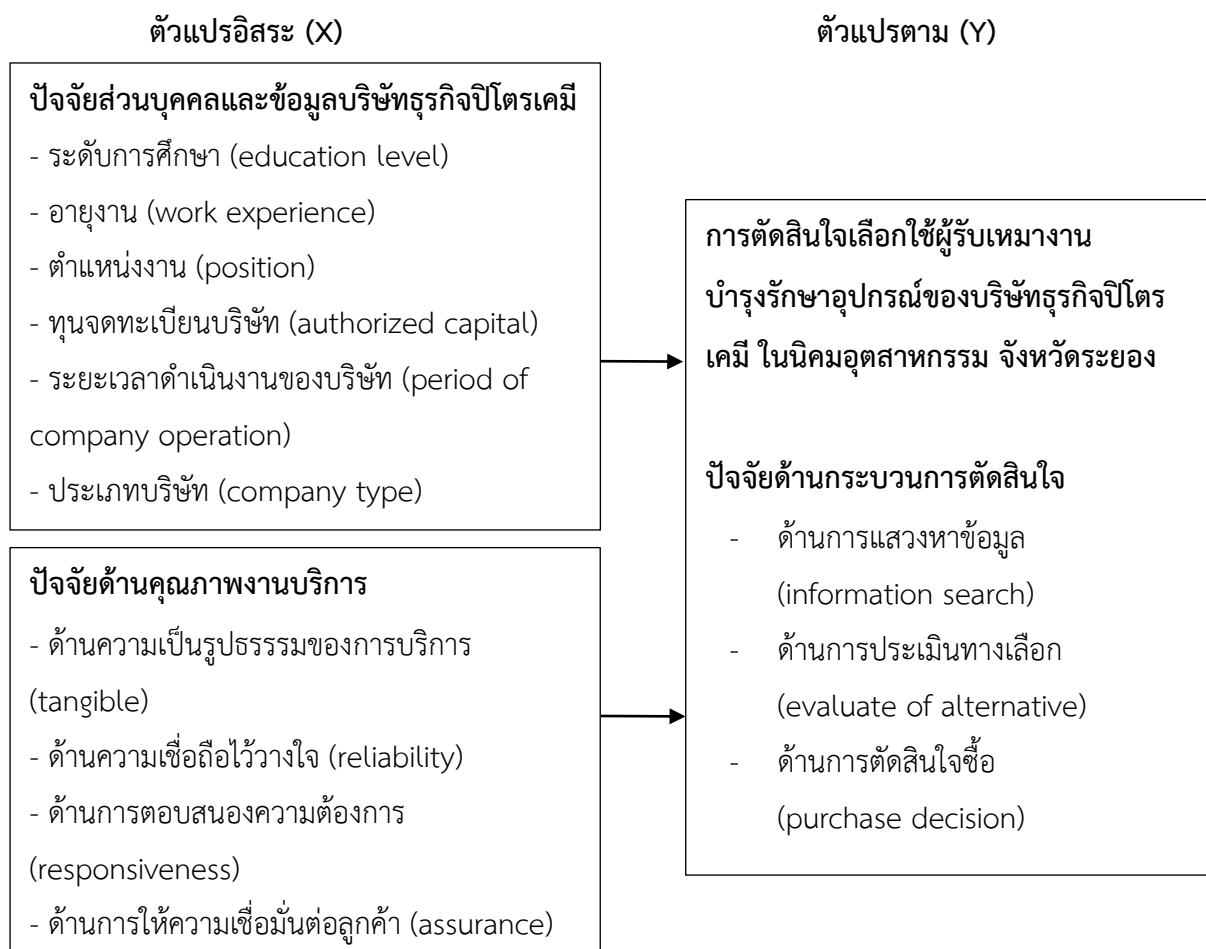 ตัวแปรอิสระ (X)
ตัวแปรตาม (Y)
ปัจจัยส่วนบุคคลและข้อมูลบริษัทธุรกิจปิโตรเคมี
- ระดับการศึกษา (education level)
- อายุงาน (work experience)
- ตำแหน่งงาน (position)
- ทุนจดทะเบียนบริษัท (authorized capital)
- ระยะเวลาดำเนินงานของบริษัท (period of
company operation)
- ประเภทบริษัท (company type)
ปัจจัยด้านคุณภาพงานบริการ
- ด้านความเป็นรูปธรรรมของการบริการ
(tangible)
- ด้านความเชื่อถือไว้วางใจ (reliability)
- ด้านการตอบสนองความต้องการ
(responsiveness)
- ด้านการให้ความเชื่อมั่นต่อลูกค้า (assurance)
การตัดสินใจเลือกใช้ผู้รับเหมางาน
บำรุงรักษาอุปกรณ์ของบริษัทธุรกิจปิโตร
เคมี ในนิคมอุตสาหกรรม จังหวัดระยอง
ปัจจัยด้านกระบวนการตัดสินใจ
- ด้านการแสวงหาข้อมูล
(information search)
- ด้านการประเมินทางเลือก
(evaluate of alternative)
- ด้านการตัดสินใจซื้อ
(purchase decision)